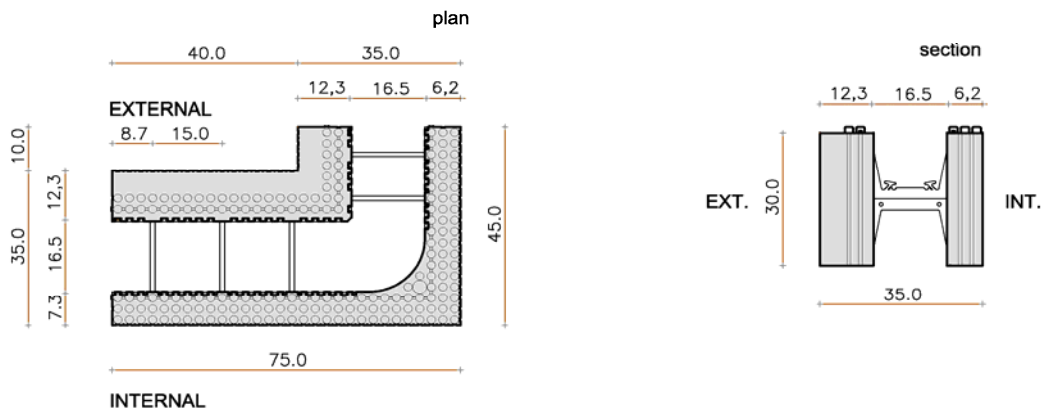 plan
40.0 35.0
section
12,3 16.5 6,2
12,3 16.5 6,2
EXTERNAL
8.7 15.0
10.0
12,3
35.0
16.5
7.3
45.0
30.0
EXT.
INT.
35.0
75.0
INTERNAL